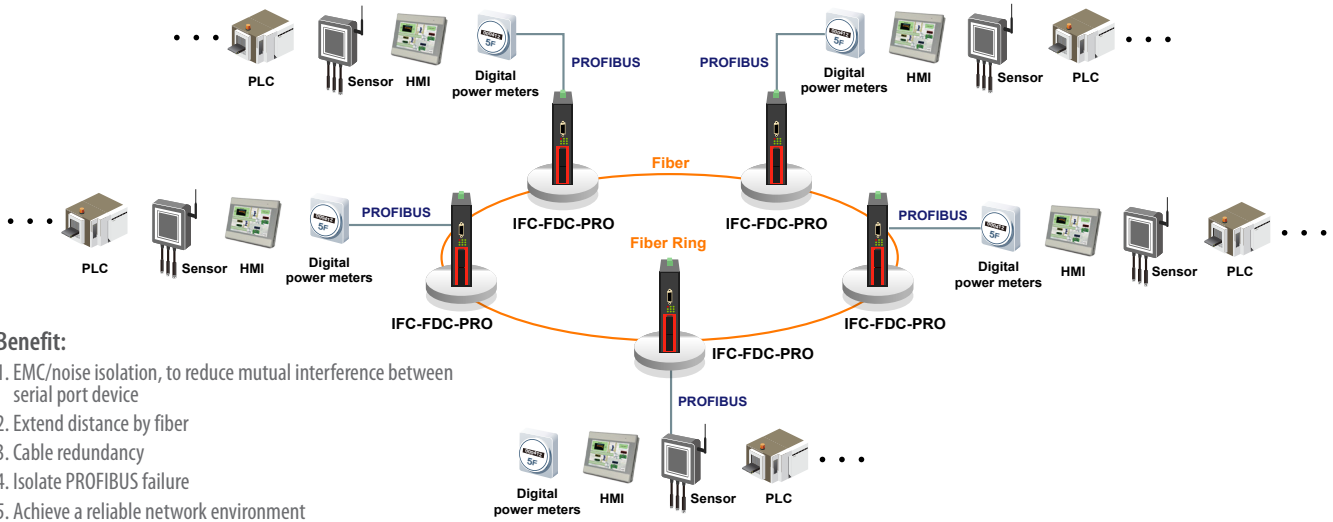 PLC
Sensor
HMI
Digital
power meters
PROFIBUS
PROFIBUS
Digital
power meters
HMI
Sensor
PLC
Fiber
IFC-FDC-PRO
IFC-FDC-PRO
PLC
Sensor
HMI
Digital
power meters
PROFIBUS
Fiber Ring
PROFIBUS
Digital
power meters
HMI
Sensor
PLC
IFC-FDC-PRO
IFC-FDC-PRO
IFC-FDC-PRO
Benefit:
1. EMC/noise isolation, to reduce mutual interference between
serial port device
2. Extend distance by fiber
3. Cable redundancy
4. Isolate PROFIBUS failure
5. Achieve a reliable network environment
PROFIBUS
Digital
power meters
HMI
Sensor
PLC